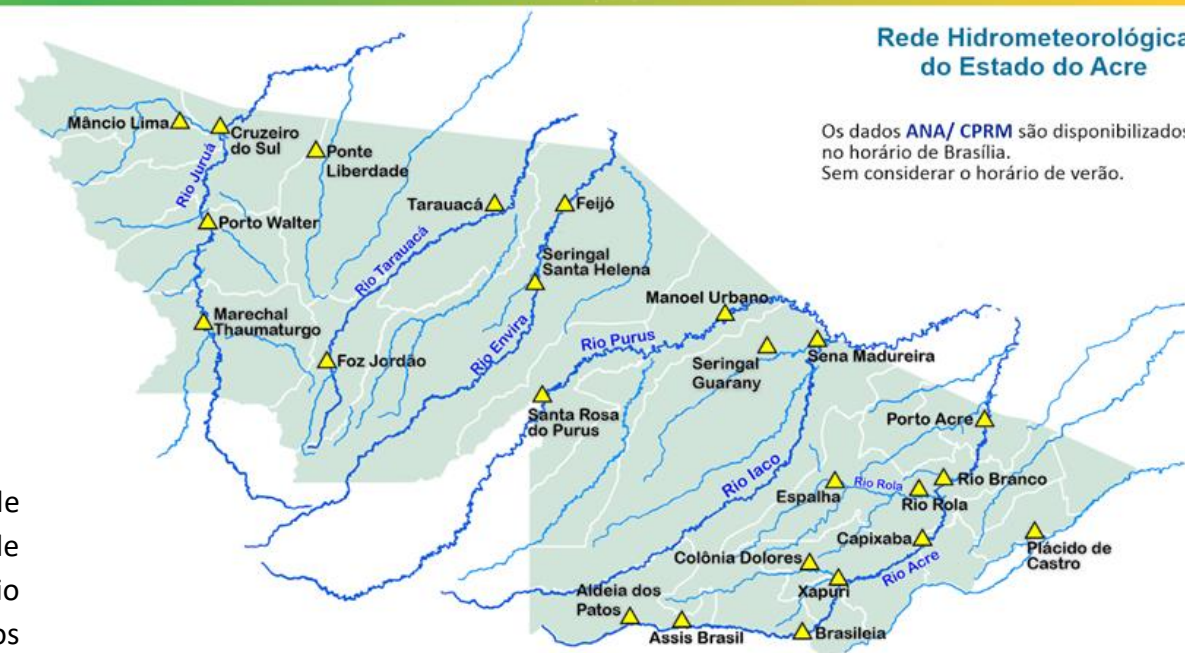 Rede Hidrometeorológica
do Estado do Acre
Os dados ANA/ CPRM são disponibilizados
no horário de Brasília.
Sem considerar o horário de verão.
Mâncio Lima
Cruzeiro
do Sul
Ponte
Liberdade
Rio Juruá
Porto Walter
Tarauacá
Feijó
Rio Tarauacá
Seringal
Santa Helena
Marechal
Thaumaturgo
Foz Jordão
Rio Envira
Manoel Urbano
Rio Purus
Seringal
Guarany
Sena Madureira
Santa Rosa
do Purus
Porto Acre
Rio Iaco
Espalha
Rio Rola
Rio Rola
Rio Branco
Capixaba
Plácido de
Castro
Colônia Dolores
Rio Acre
Xapuri
Aldeia dos
Patos
Assis Brasil
Brasileia
de
de
io
os